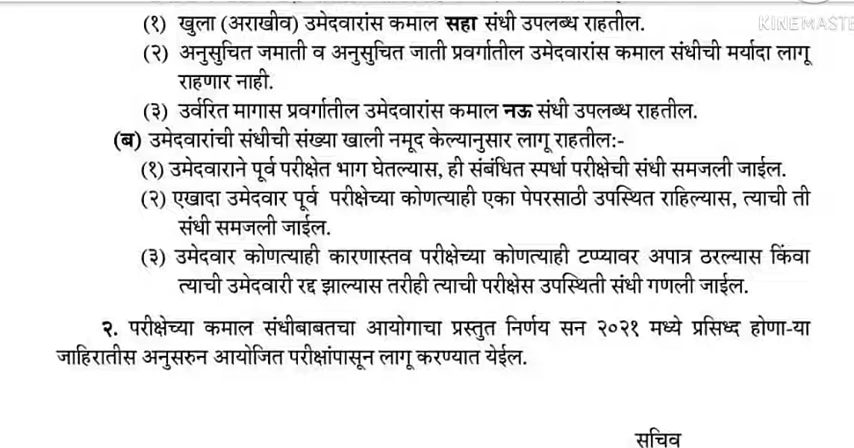 KINEMASTE
(१) खुला (अराखीव) उमेदवारांस कमाल सहा संधी उपलब्ध राहतील.
(२) अनुसुचित जमाती व अनुसुचित जाती प्रवर्गातील उमेदवारांस कमाल संधीची मर्यादा लागू
राहणार नाही.
(३) उर्वरित मागास प्रवर्गातील उमेदवारांस कमाल नऊ संधी उपलब्ध राहतील.
(ब) उमेदवारांची संधीची संख्या खाली नमूद केल्यानुसार लागू राहतील:-
(१) उमेदवाराने पूर्व परीक्षेत भाग घेतल्यास, ही संबंधित स्पर्धा परीक्षेची संधी समजली जाईल.
(२) एखादा उमेदवार पूर्व परीक्षेच्या कोणत्याही एका पेपरसाठी उपस्थित राहिल्यास, त्याची ती
संधी समजली जाईल.
(३) उमेदवार कोणत्याही कारणास्तव परीक्षेच्या कोणत्याही टप्प्यावर अपात्र ठरल्यास किंवा
त्याची उमेदवारी रद्द झाल्यास तरीही त्याची परीक्षेस उपस्थिती संधी गणली जाईल.
२. परीक्षेच्या कमाल संधीबाबतचा आयोगाचा प्रस्तुत निर्णय सन २०२१ मध्ये प्रसिध्द होणा-या
जाहिरातीस अनुसरुन आयोजित परीक्षांपासून लागू करण्यात येईल.
सचिव